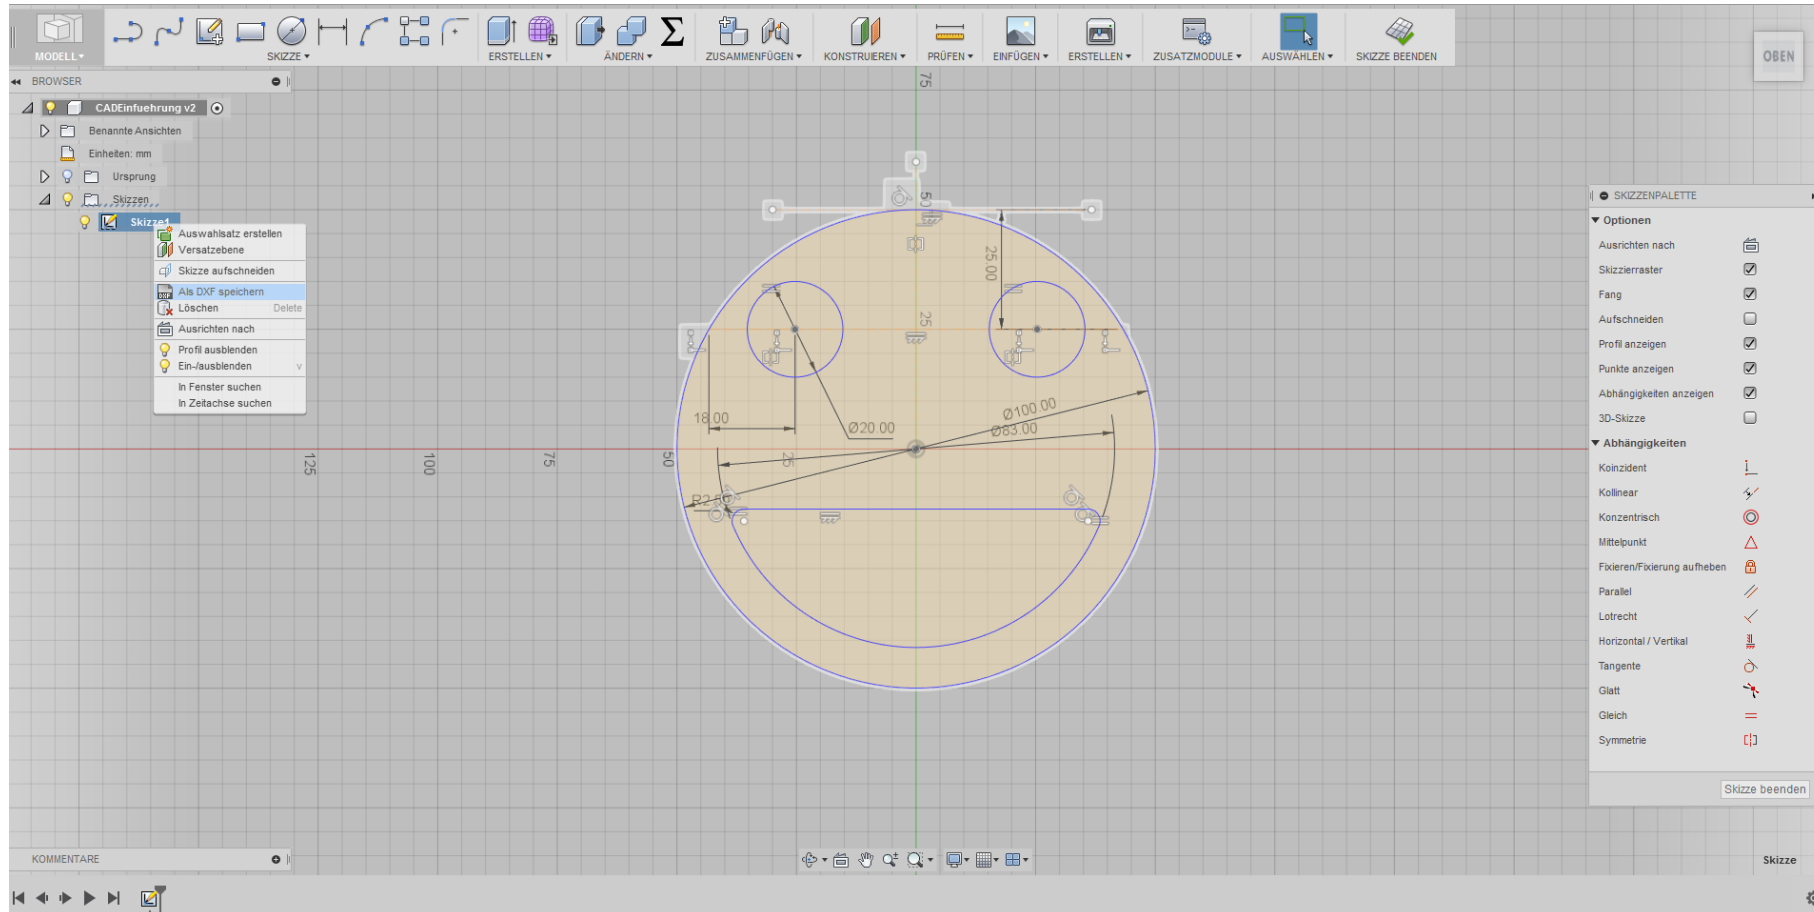 MODELL
SKIZZE
ERSTELLEN
ÄNDERN
ZUSAMMENFÜGEN
KONSTRUIEREN
PRÜFEN
EINFÜGEN
ERSTELLEN
ZUSATZMODULE
AUSWÄHLEN
SKIZZE BEENDEN
OBEN
BROWSER
CADEinfuehrung v2
Benannte Ansichten
Einheiten: mm
Ursprung
Skizzen
Skizze1
Auswahlsatz erstellen
Versatzebene
Skizze aufschneiden
DXF Als DXF speichern
Löschen Delete
Ausrichten nach
Profil ausblenden
Ein-/ausblenden v
In Fenster suchen
In Zeitachse suchen
75
50
25
25.00
18.00
Ø20.00
Ø100.00
Ø83.00
125
100
75
50
25
SKIZZENPALETTE
Optionen
Ausrichten nach
Skizzierraster
Fang
Aufschneiden
Profil anzeigen
Punkte anzeigen
Abhängigkeiten anzeigen
3D-Skizze
Abhängigkeiten
Koinzident
Kollinear
Konzentrisch
Mittelpunkt
Fixieren/Fixierung aufheben
Parallel
Lotrecht
Horizontal / Vertikal
Tangente
Glatt
Gleich
Symmetrie
Skizze beenden
KOMMENTARE
Skizze